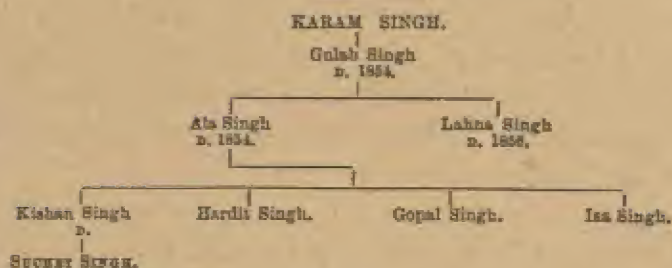 KARAM SINGH.
Gulab Singh
D. 1854.
Ala Singh Lahna Singh
D. 1854. D. 1856.
Kishan Singh Hardit Singh. Gopal Singh. Isa Singh.
D.
SUCHET SINGH.